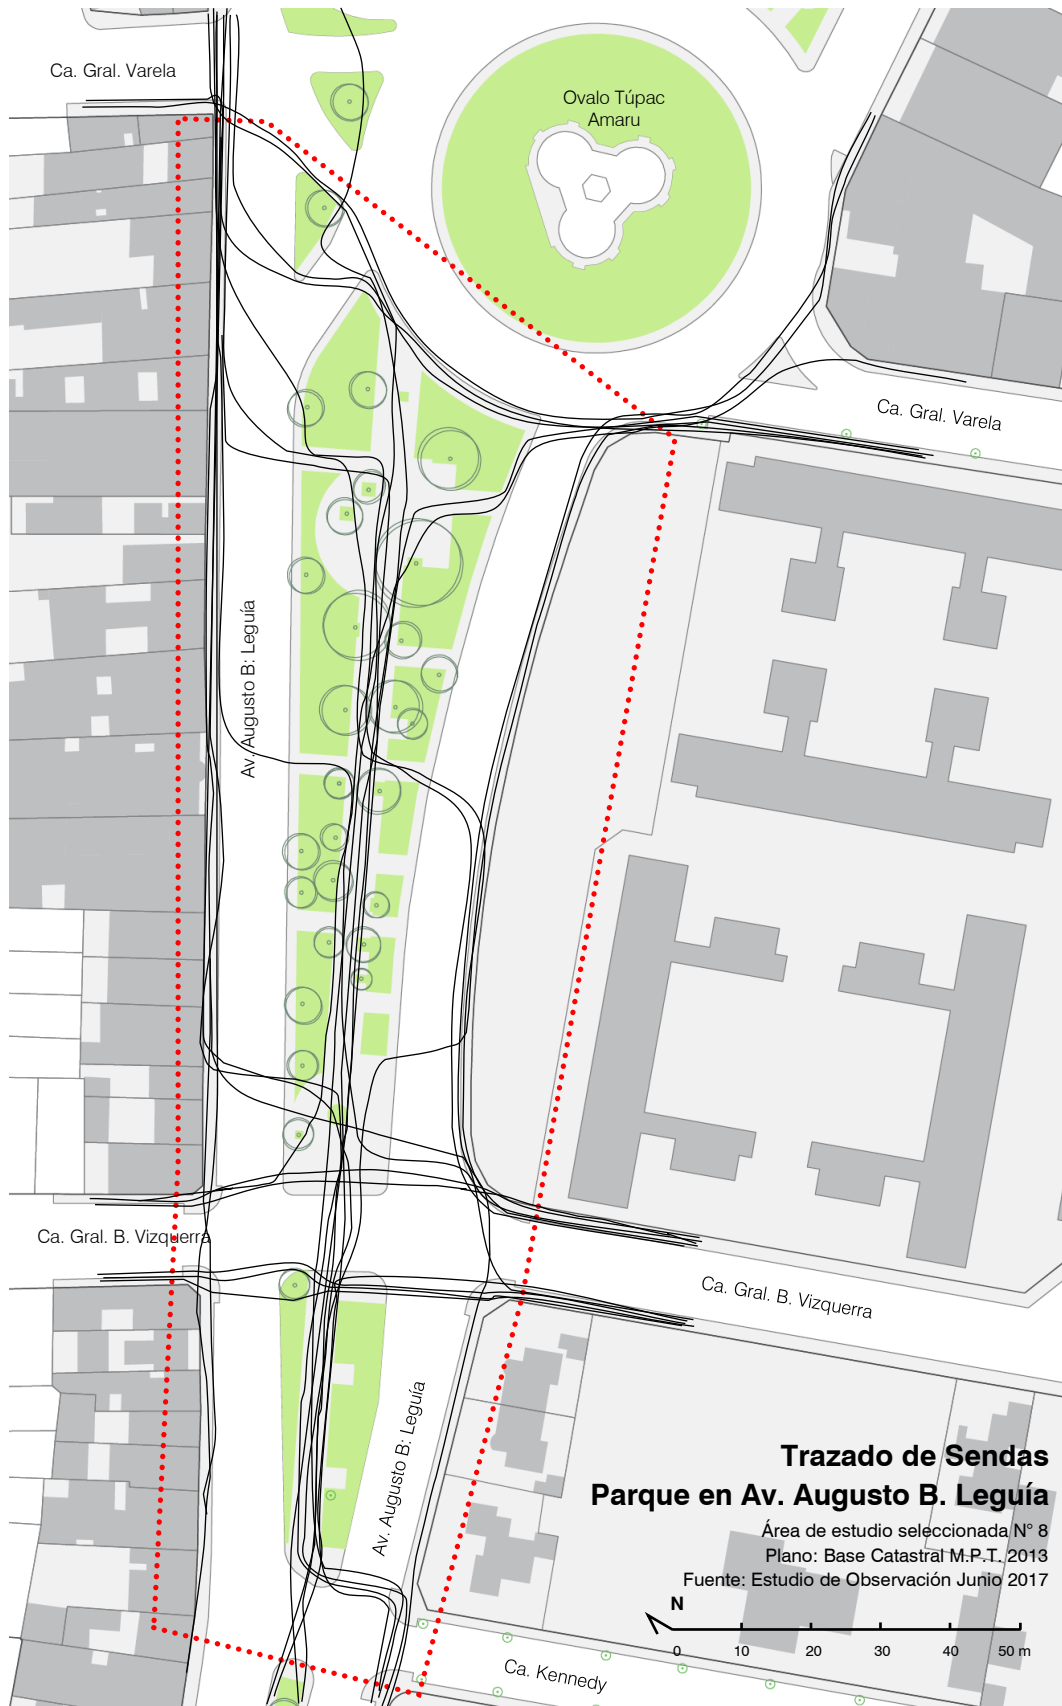 Ca. Gral. Varela
Ovalo Túpac
Amaru
Ca. Gral. Varela
Av. Augusto B: Leguía
Ca. Gral. B. Vizquerra
Ca. Gral. B. Vizquerra
Av. Augusto B: Leguía
Trazado de Sendas
Parque en Av. Augusto B. Leguía
Área de estudio seleccionada N° 8
Plano: Base Catastral M.P.T. 2013
Fuente: Estudio de Observación Junio 2017
N
0 10 20 30 40 50 m
Ca. Kennedy